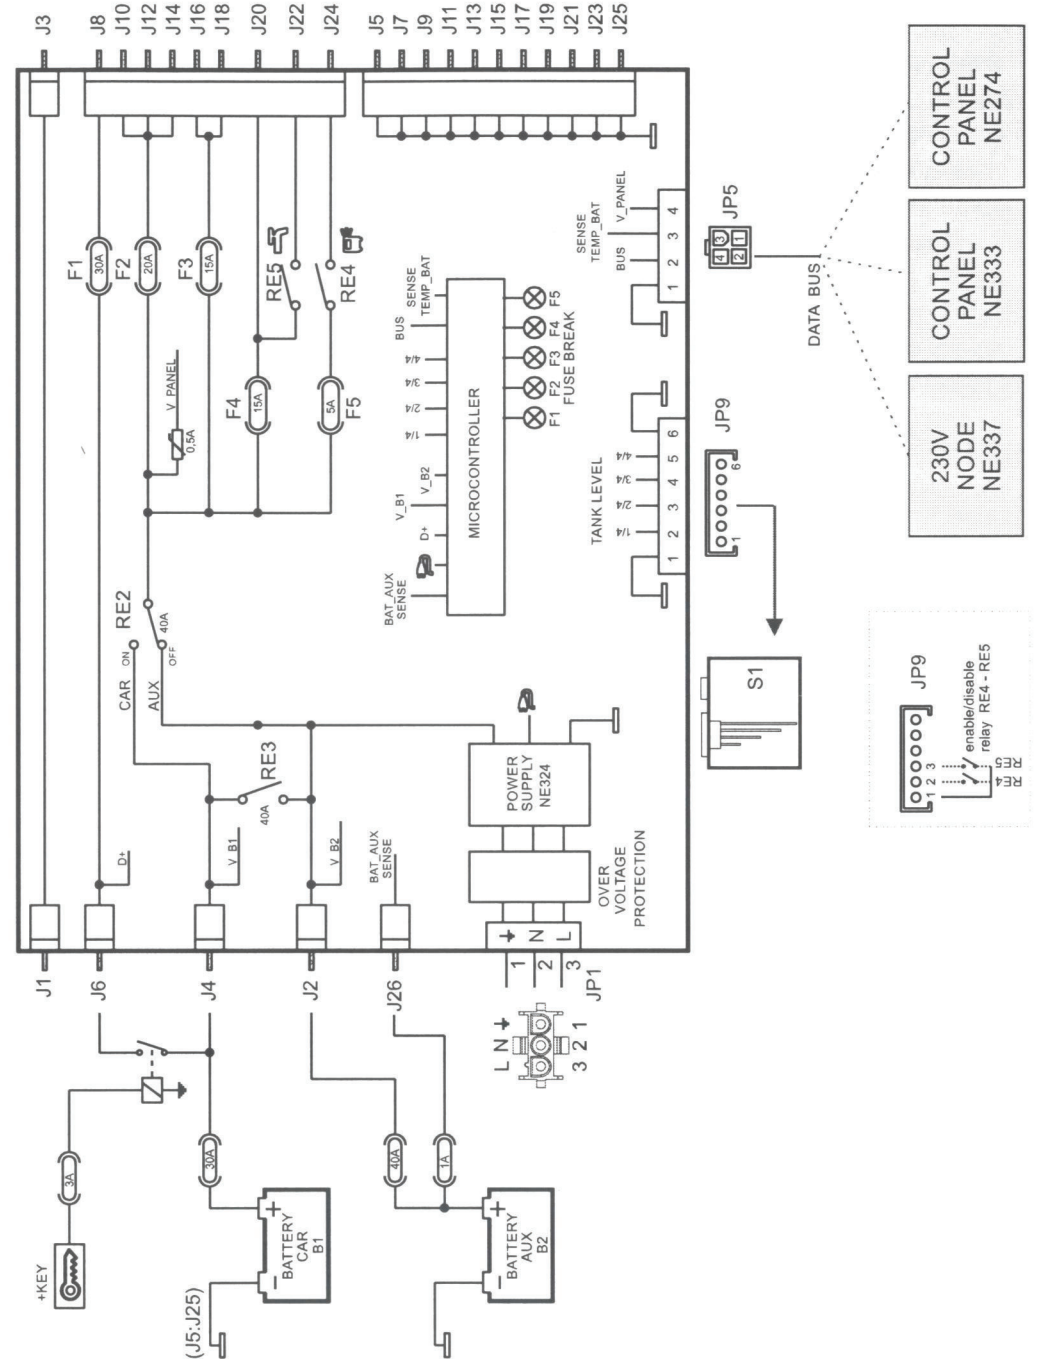 +KEY
3A
30A
(J5:J25)
BATTERY
CAR
B1
+
-
40A
1A
BATTERY
AUX
B2
+
-
J1
J6
J4
J2
J26
L N
3 2 1
1
2
3
JP1
N
L
D+
V_B1
V_B2
BAT_AUX
SENSE
OVER
VOLTAGE
PROTECTION
POWER
SUPPLY
NE324
RE3
40A
CAR
AUX
ON
OFF
RE2
40A
V_PANEL
0,5A
F1
30A
F2
20A
F3
15A
F4
15A
F5
5A
RE5
RE4
J3
J8
J10
J12
J14
J16
J18
J20
J22
J24
J5
J7
J9
J11
J13
J15
J17
J19
J21
J23
J25
BAT_AUX
SENSE
D+
V_B1
V_B2
1/4
2/4
3/4
4/4
BUS
SENSE
TEMP_BAT
MICROCONTROLLER
F1
F2
F3
F4
F5
FUSE BREAK
TANK LEVEL
1/4
2/4
3/4
4/4
1
2
3
4
5
6
BUS
SENSE
TEMP_BAT
V_PANEL
1
2
3
4
JP9
1
6
S1
JP5
4 3
2 1
DATA BUS
230V
NODE
NE337
CONTROL
PANEL
NE333
CONTROL
PANEL
NE274
JP9
1 2 3
enable/disable
relay RE4 - RE5
RE4
RE5